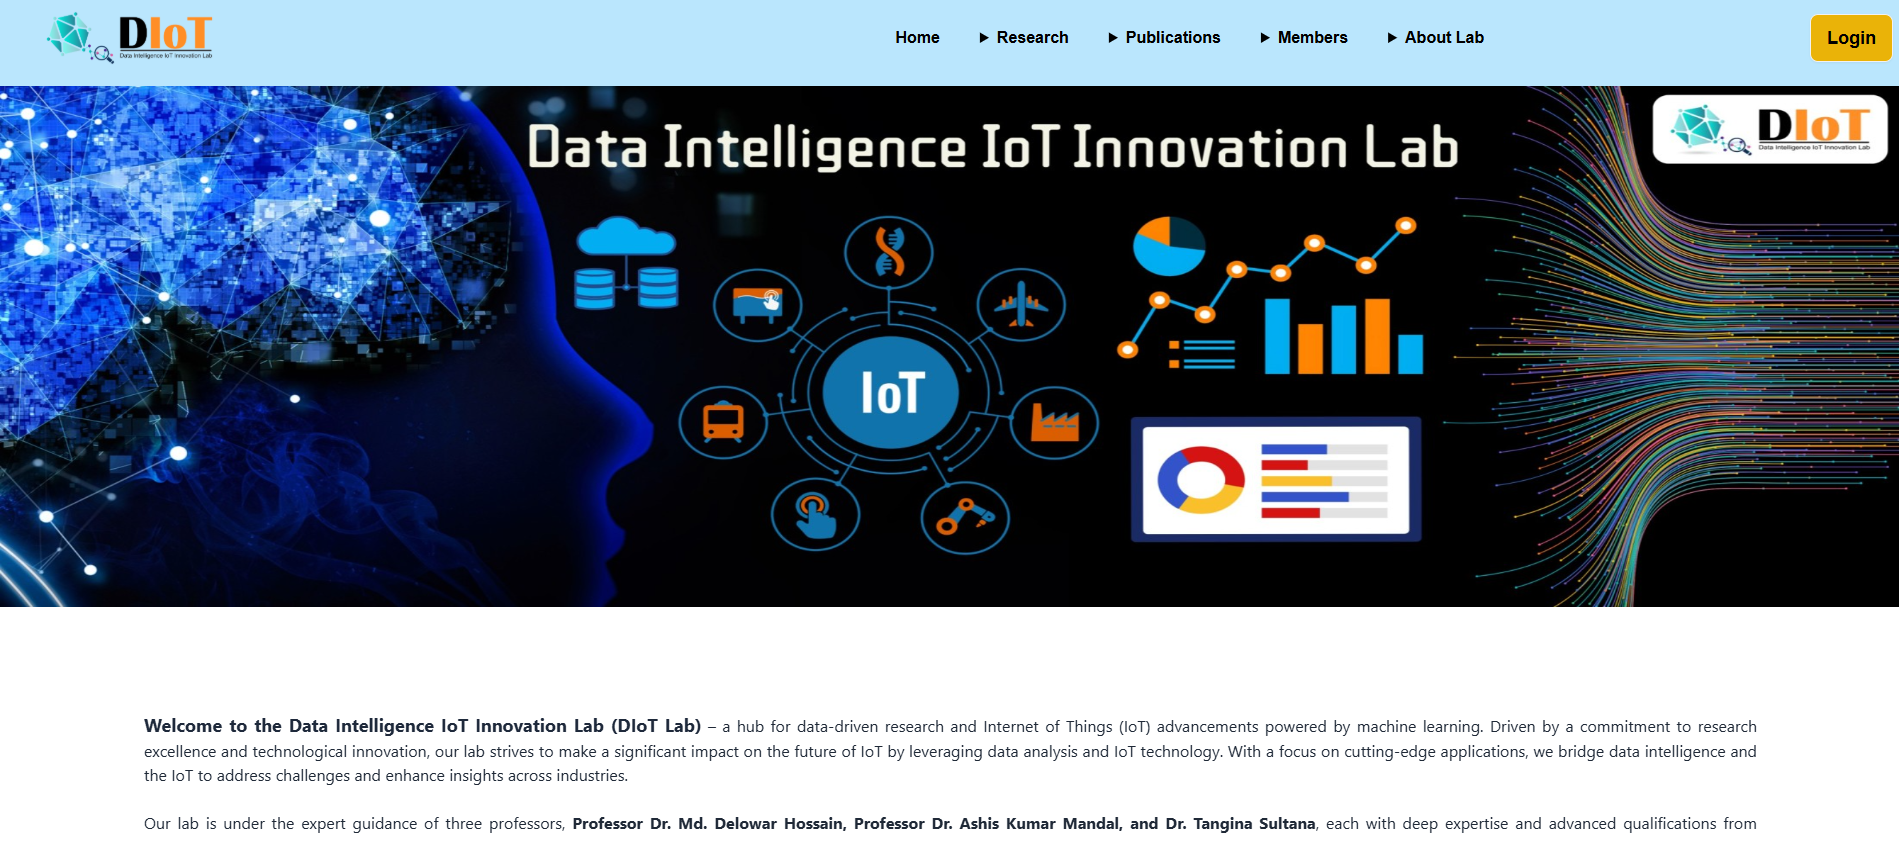 DIoT
Data Intelligence IoT Innovation Lab
Home Research Publications Members About Lab Login
Data Intelligence IoT Innovation Lab
DIoT
Data Intelligence IoT Innovation Lab
IoT
Welcome to the Data Intelligence IoT Innovation Lab (DIoT Lab) – a hub for data-driven research and Internet of Things (IoT) advancements powered by machine learning. Driven by a commitment to research
excellence and technological innovation, our lab strives to make a significant impact on the future of IoT by leveraging data analysis and IoT technology. With a focus on cutting-edge applications, we bridge data intelligence and
the IoT to address challenges and enhance insights across industries.
Our lab is under the expert guidance of three professors, Professor Dr. Md. Delowar Hossain, Professor Dr. Ashis Kumar Mandal, and Dr. Tangina Sultana, each with deep expertise and advanced qualifications from